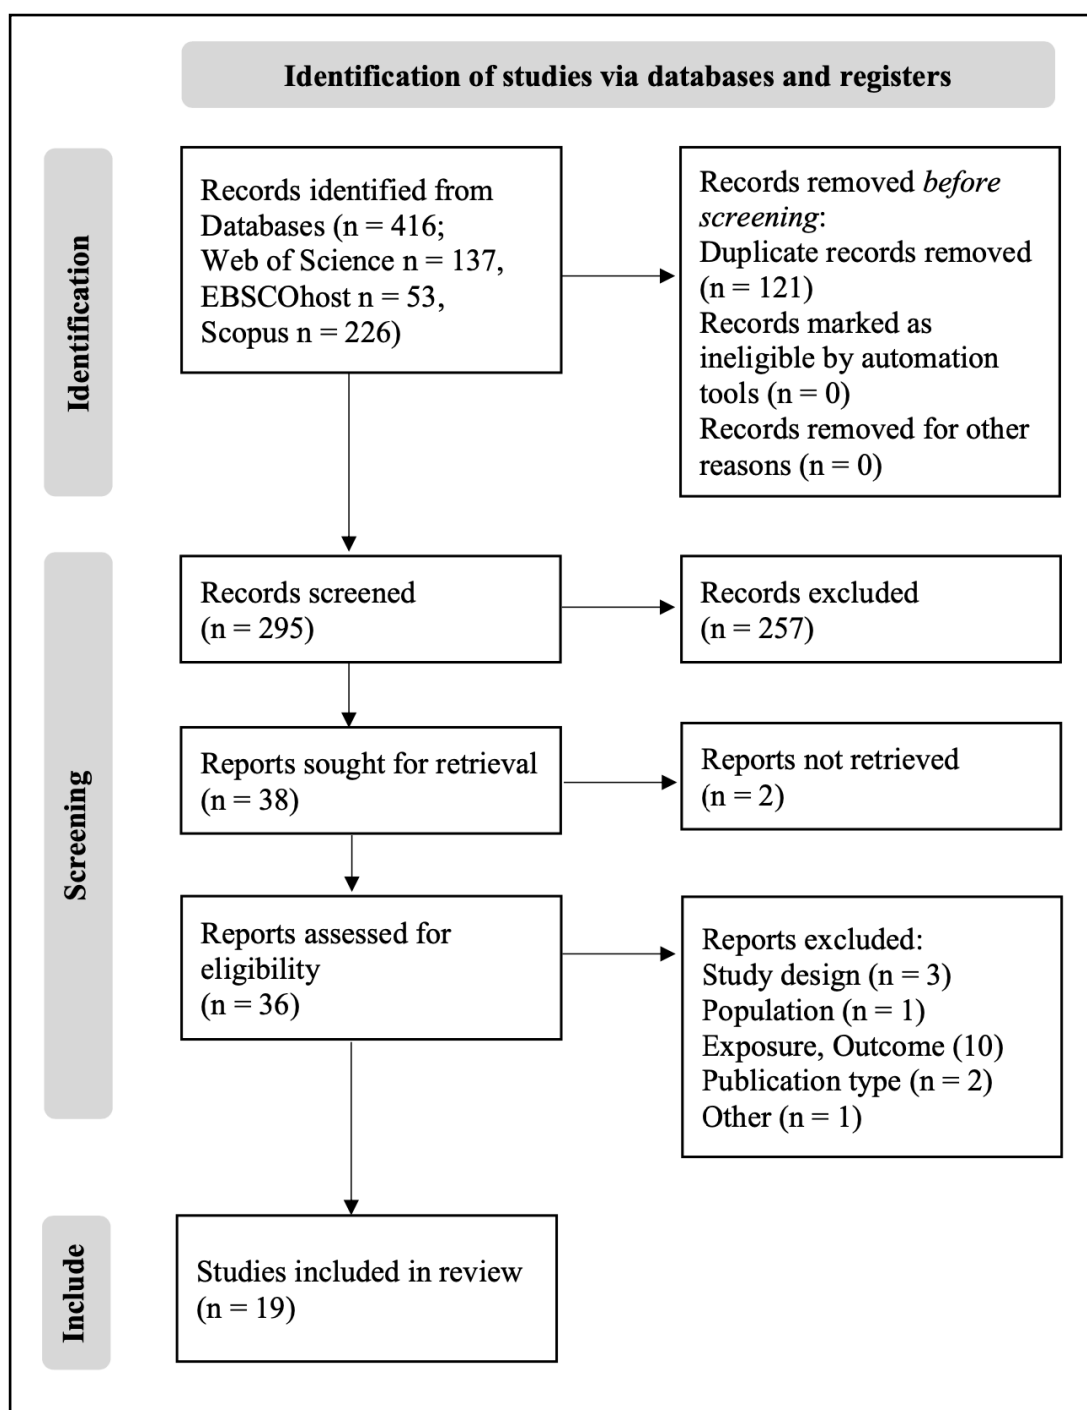 Identification of studies via databases and registers
Identification
Records identified from
Databases (n = 416;
Web of Science n = 137,
EBSCOhost n = 53,
Scopus n = 226)
Records removed before
screening:
Duplicate records removed
(n = 121)
Records marked as
ineligible by automation
tools (n = 0)
Records removed for other
reasons (n = 0)
Screening
Records screened
(n = 295)
Records excluded
(n = 257)
Reports sought for retrieval
(n = 38)
Reports not retrieved
(n = 2)
Reports assessed for
eligibility
(n = 36)
Reports excluded:
Study design (n = 3)
Population (n = 1)
Exposure, Outcome (10)
Publication type (n = 2)
Other (n = 1)
Include
Studies included in review
(n = 19)